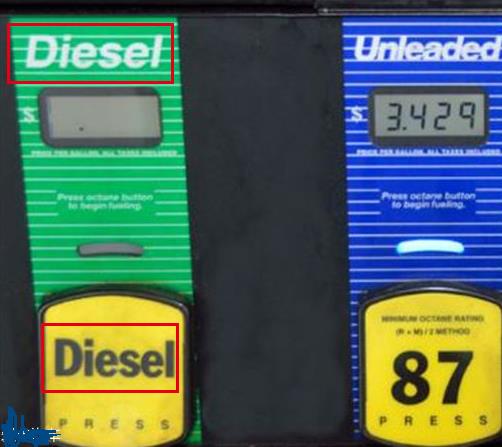 Diesel
$ .
PRICE PER GALLON, ALL TAXES INCLUDED
Press octane button
to begin fueling.
Diesel
PRESS
Unleaded
$ 3.429
PRICE PER GALLON, ALL TAXES INCLUDED
Press octane button
to begin fueling.
MINIMUM OCTANE RATING
(R + M) / 2 METHOD
87
PRESS